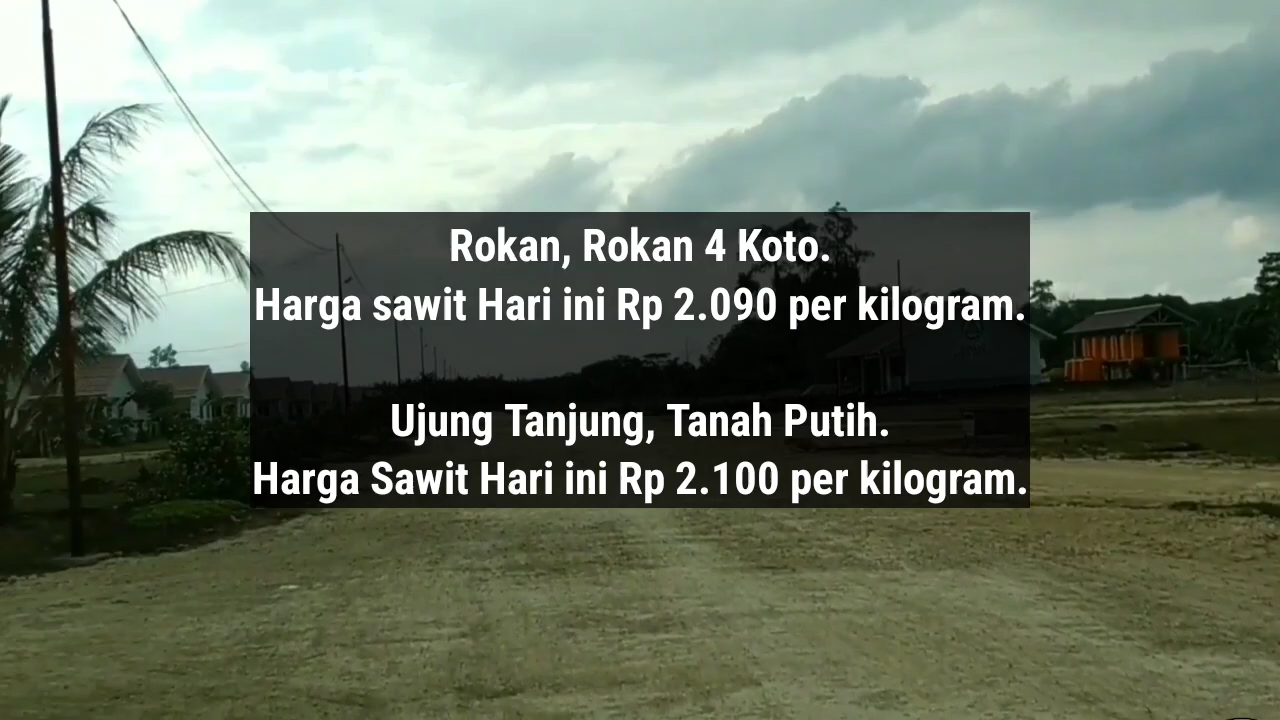 Rokan, Rokan 4 Koto.
Harga sawit Hari ini Rp 2.090 per kilogram.
Ujung Tanjung, Tanah Putih.
Harga Sawit Hari ini Rp 2.100 per kilogram.